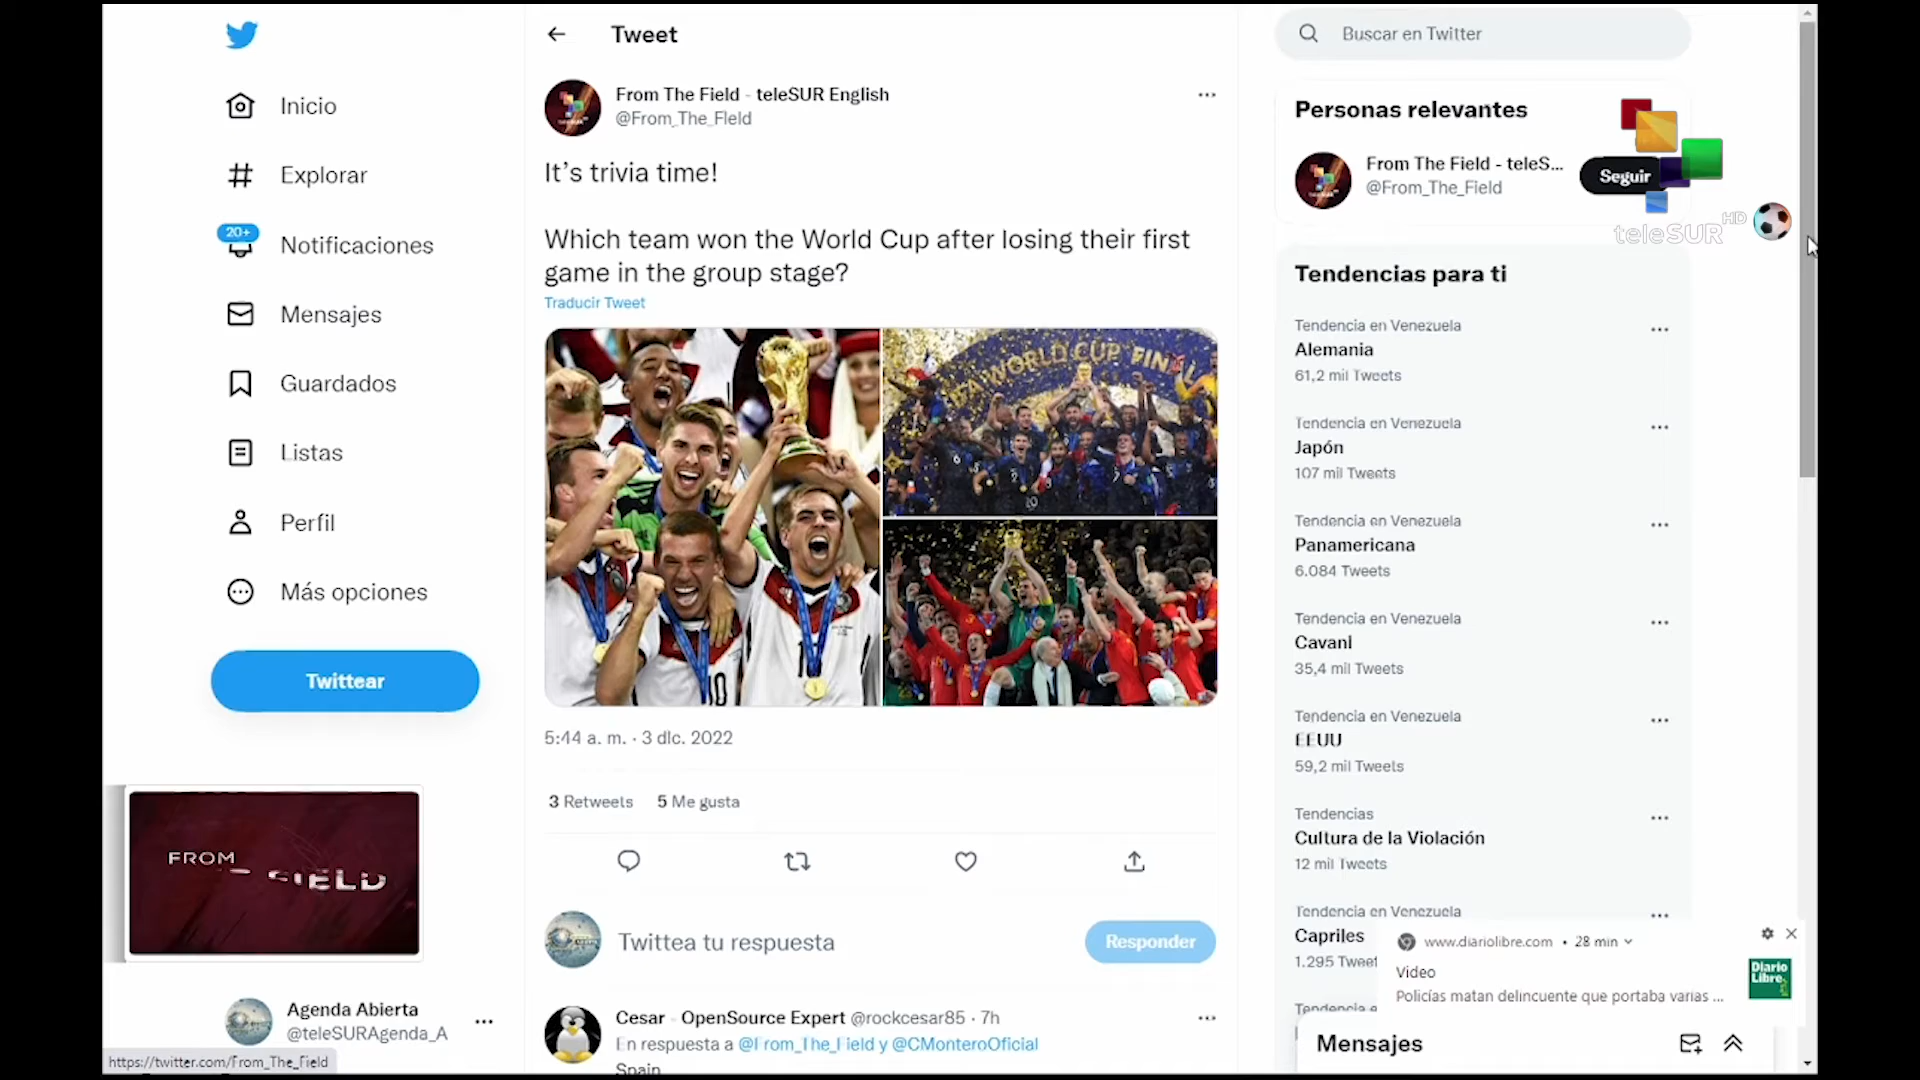 Inicio
Explorar
20+
Notificaciones
Mensajes
Guardados
Listas
Perfil
Más opciones
Twittear
FROM
FIELD
Agenda Abierta
@teleSURAgenda_A
https://twitter.com/From_The_Field
Tweet
From The Field - teleSUR English
@From_The_Field
It's trivia time!
Which team won the World Cup after losing their first
game in the group stage?
Traducir Tweet
WORLD CUP FINAL
5:44 a. m. · 3 dic. 2022
3 Retweets 5 Me gusta
Twittea tu respuesta
Responder
Cesar - OpenSource Expert @rockcesar85 · 7h
En respuesta a @From_The_Field y @CMonteroOficial
Spain
Buscar en Twitter
Personas relevantes
From The Field - teleS...
@From_The_Field
Seguir
teleSUR HD
Tendencias para ti
Tendencia en Venezuela
Alemania
61,2 mil Tweets
Tendencia en Venezuela
Japón
107 mil Tweets
Tendencia en Venezuela
Panamericana
6.084 Tweets
Tendencia en Venezuela
Cavani
35,4 mil Tweets
Tendencia en Venezuela
EEUU
59,2 mil Tweets
Tendencias
Cultura de la Violación
12 mil Tweets
Tendencia en Venezuela
Capriles
1.295 Tweet
Tendencia e
www.diariolibre.com • 28 min
Video
Policías matan delincuente que portaba varias ...
Diario
Libre
Mensajes